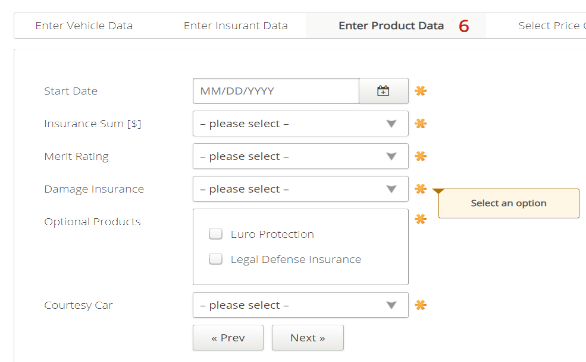 Enter Vehicle Data
Enter Insurant Data
Enter Product Data 6
Select Price
Start Date
MM/DD/YYYY
Insurance Sum [$]
– please select –
Merit Rating
– please select –
Damage Insurance
– please select –
Select an option
Optional Products
Euro Protection
Legal Defense Insurance
Courtesy Car
– please select –
« Prev
Next »